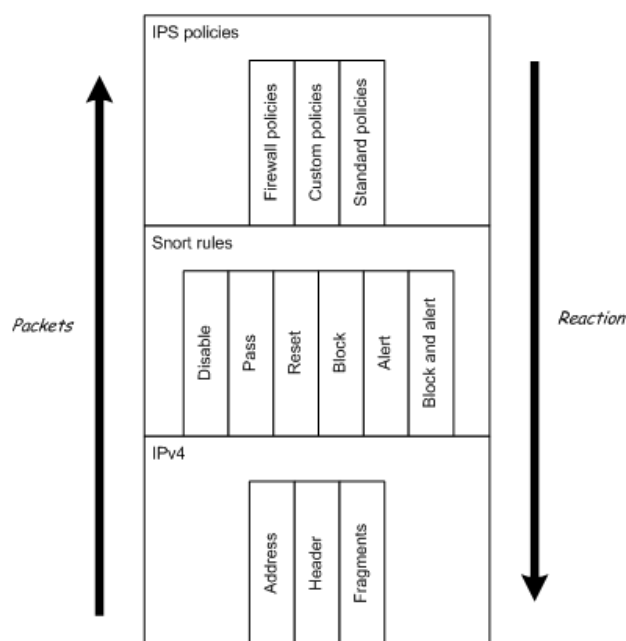 IPS policies
Firewall policies
Custom policies
Standard policies
Snort rules
Packets
Reaction
Disable
Pass
Reset
Block
Alert
Block and alert
IPv4
Address
Header
Fragments